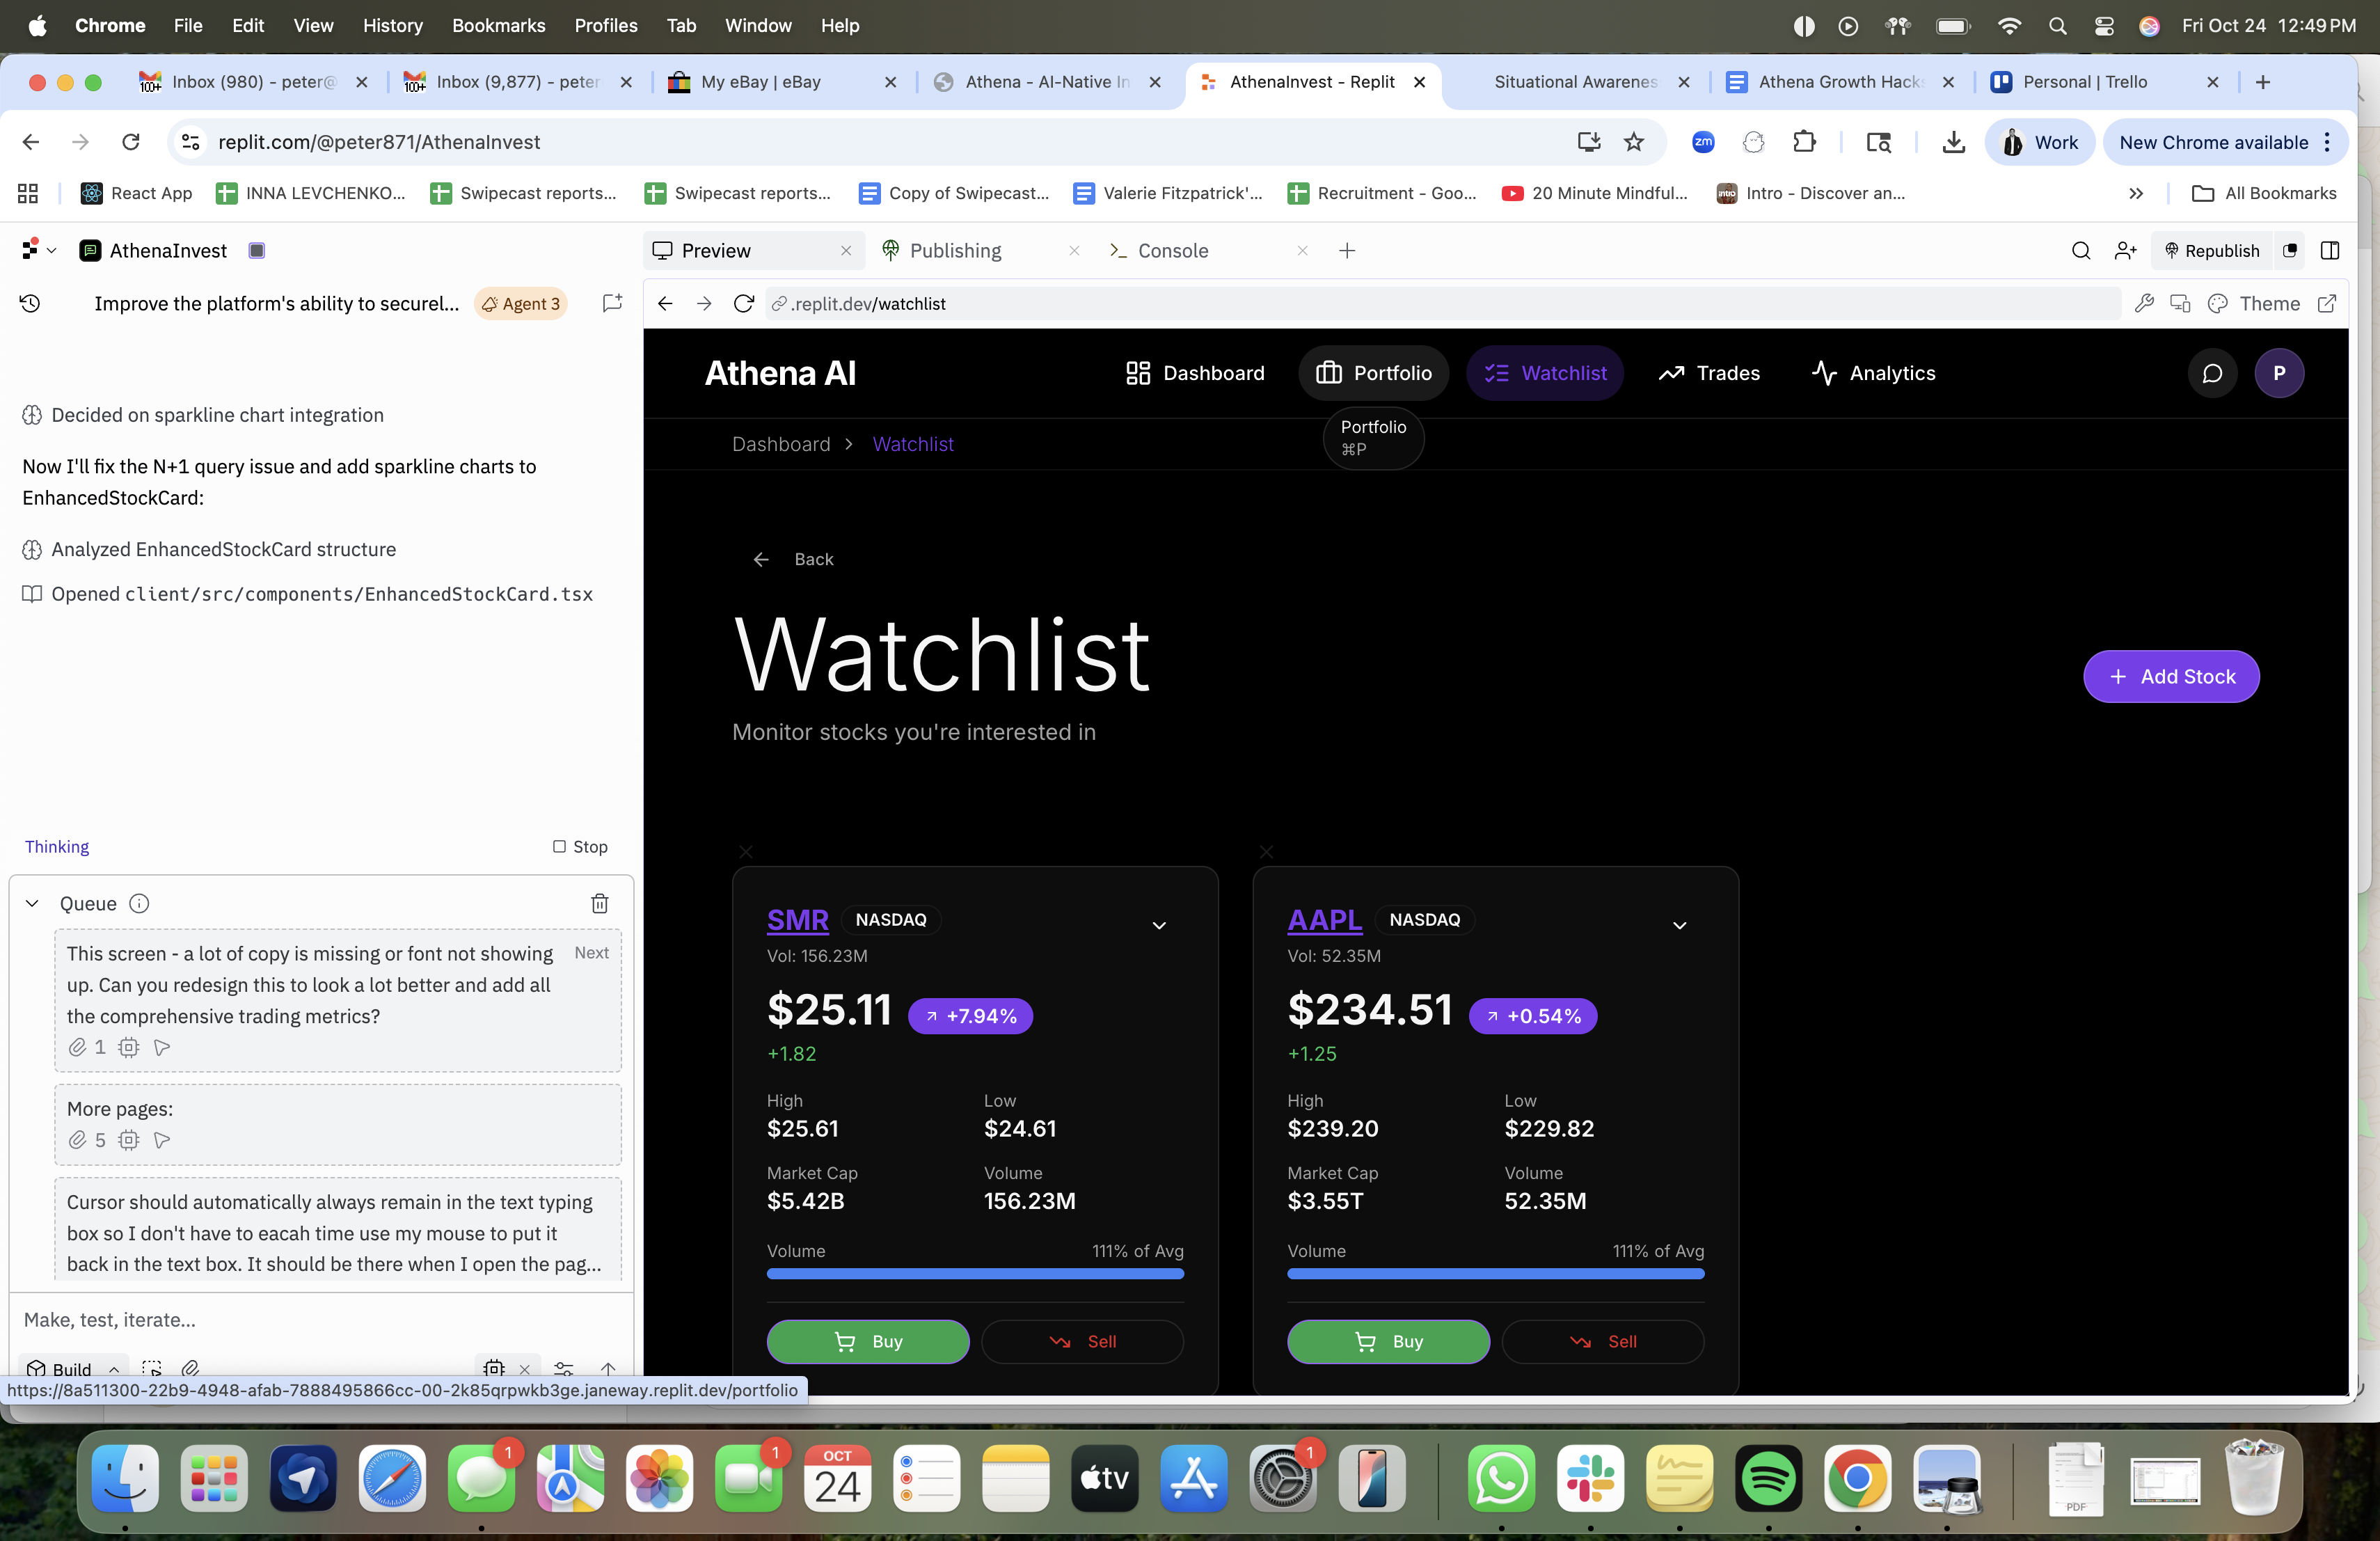 Chrome File Edit View History Bookmarks Profiles Tab Window Help Fri Oct 24 12:49 PM
Inbox (980) - peter@ Inbox (9,877) - peter My eBay | eBay Athena - AI-Native In AthenaInvest - Replit Situational Awarenes Athena Growth Hacks Personal | Trello
replit.com/@peter871/AthenaInvest zm Work New Chrome available
React App INNA LEVCHENKO... Swipecast reports... Swipecast reports... Copy of Swipecast... Valerie Fitzpatrick'... Recruitment - Goo... 20 Minute Mindful... Intro - Discover an... All Bookmarks
AthenaInvest
Preview Publishing Console Republish
Improve the platform's ability to securel... Agent 3
.replit.dev/watchlist Theme
Decided on sparkline chart integration
Now I'll fix the N+1 query issue and add sparkline charts to
EnhancedStockCard:
Analyzed EnhancedStockCard structure
Opened client/src/components/EnhancedStockCard.tsx
Thinking Stop
Queue
This screen - a lot of copy is missing or font not showing Next
up. Can you redesign this to look a lot better and add all
the comprehensive trading metrics?
1
More pages:
5
Cursor should automatically always remain in the text typing
box so I don't have to eacah time use my mouse to put it
back in the text box. It should be there when I open the pag...
Make, test, iterate...
Build
https://8a511300-22b9-4948-afab-7888495866cc-00-2k85qrpwkb3ge.janeway.replit.dev/portfolio
Athena AI Dashboard Portfolio Watchlist Trades Analytics P
Portfolio
⌘P
Dashboard > Watchlist
Back
Watchlist
Add Stock
Monitor stocks you're interested in
SMR NASDAQ
Vol: 156.23M
$25.11 +7.94%
+1.82
High Low
$25.61 $24.61
Market Cap Volume
$5.42B 156.23M
Volume 111% of Avg
Buy Sell
AAPL NASDAQ
Vol: 52.35M
$234.51 +0.54%
+1.25
High Low
$239.20 $229.82
Market Cap Volume
$3.55T 52.35M
Volume 111% of Avg
Buy Sell
1 1 OCT 24 tv 1 PDF